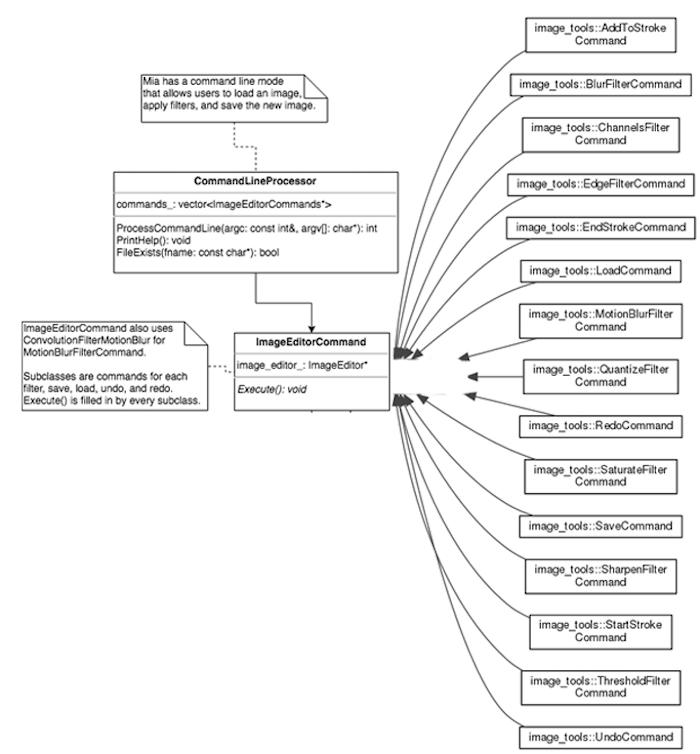 Mia has a command line mode
that allows users to load an image,
apply filters, and save the new image.
CommandLineProcessor
commands_: vector<ImageEditorCommands*>
ProcessCommandLine(argc: const int&, argv[]: char*): int
PrintHelp(): void
FileExists(fname: const char*): bool
ImageEditorCommand also uses
ConvolutionFilterMotionBlur for
MotionBlurFilterCommand.
Subclasses are commands for each
filter, save, load, undo, and redo.
Execute() is filled in by every subclass.
ImageEditorCommand
image_editor_: ImageEditor*
Execute(): void
image_tools::AddToStroke
Command
image_tools::BlurFilterCommand
image_tools::ChannelsFilter
Command
image_tools::EdgeFilterCommand
image_tools::EndStrokeCommand
image_tools::LoadCommand
image_tools::MotionBlurFilter
Command
image_tools::QuantizeFilter
Command
image_tools::RedoCommand
image_tools::SaturateFilter
Command
image_tools::SaveCommand
image_tools::SharpenFilter
Command
image_tools::StartStroke
Command
image_tools::ThresholdFilter
Command
image_tools::UndoCommand